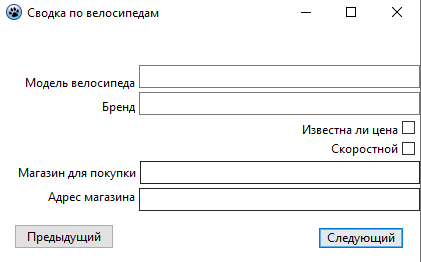 Сводка по велосипедам
Модель велосипеда
Бренд
Известна ли цена
Скоростной
Магазин для покупки
Адрес магазина
Предыдущий
Следующий